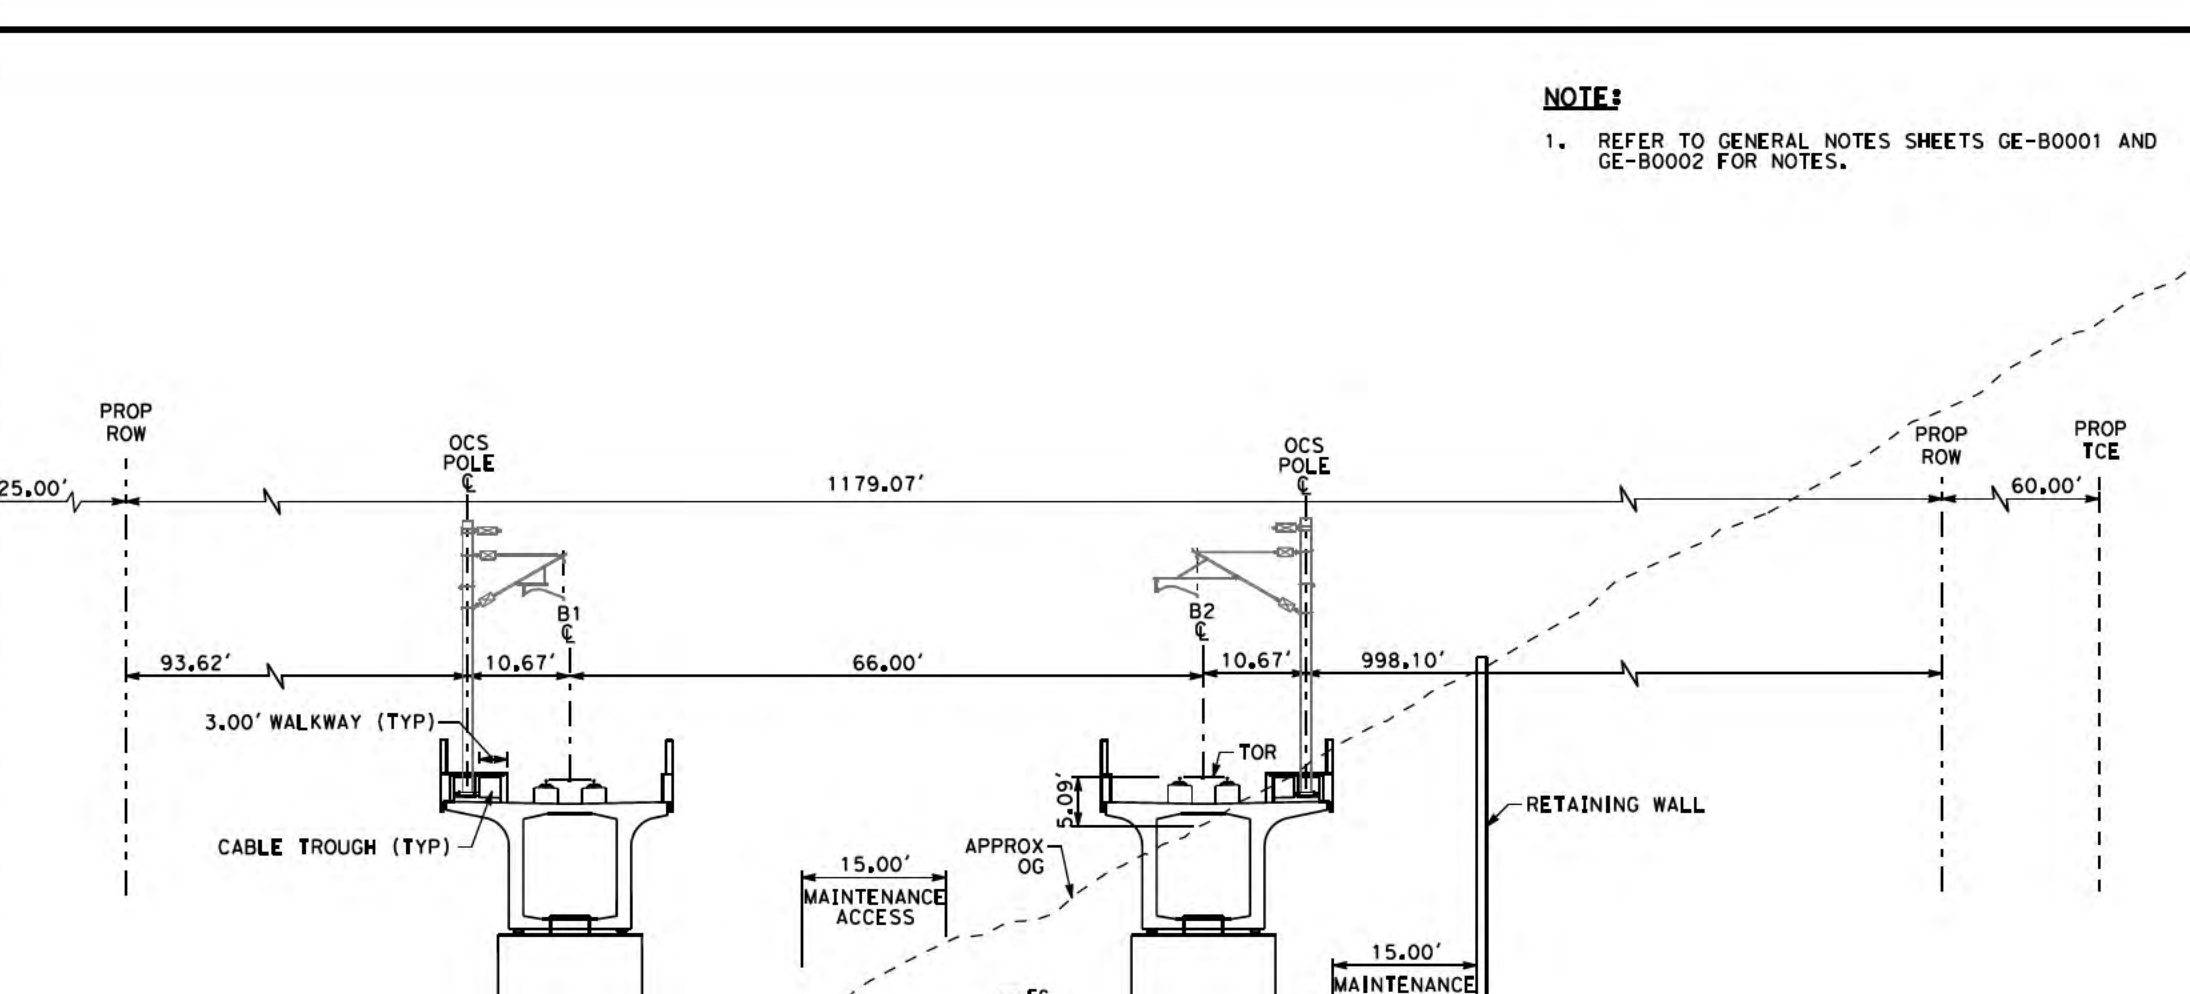 NOTE:
1. REFER TO GENERAL NOTES SHEETS GE-B0001 AND
GE-B0002 FOR NOTES.
PROP
ROW
OCS
POLE
℄
OCS
POLE
℄
PROP
ROW
PROP
TCE
25.00'
1179.07'
60.00'
B1
℄
B2
℄
93.62'
10.67'
66.00'
10.67'
998.10'
3.00' WALKWAY (TYP)
TOR
5.09'
RETAINING WALL
CABLE TROUGH (TYP)
APPROX
OG
15.00'
MAINTENANCE
ACCESS
15.00'
MAINTENANCE